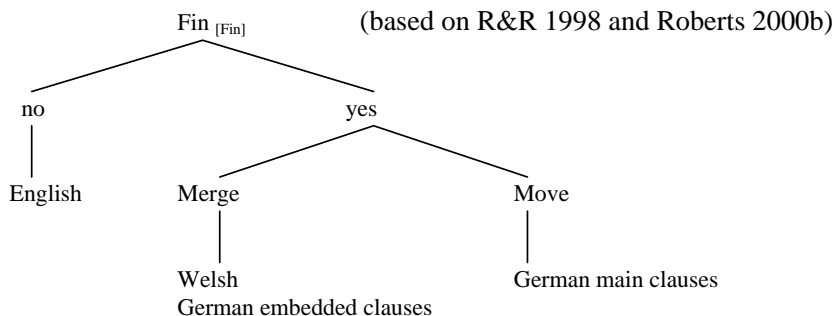 Fin [Fin] (based on R&R 1998 and Roberts 2000b)
no yes
English Merge Move
Welsh German main clauses
German embedded clauses